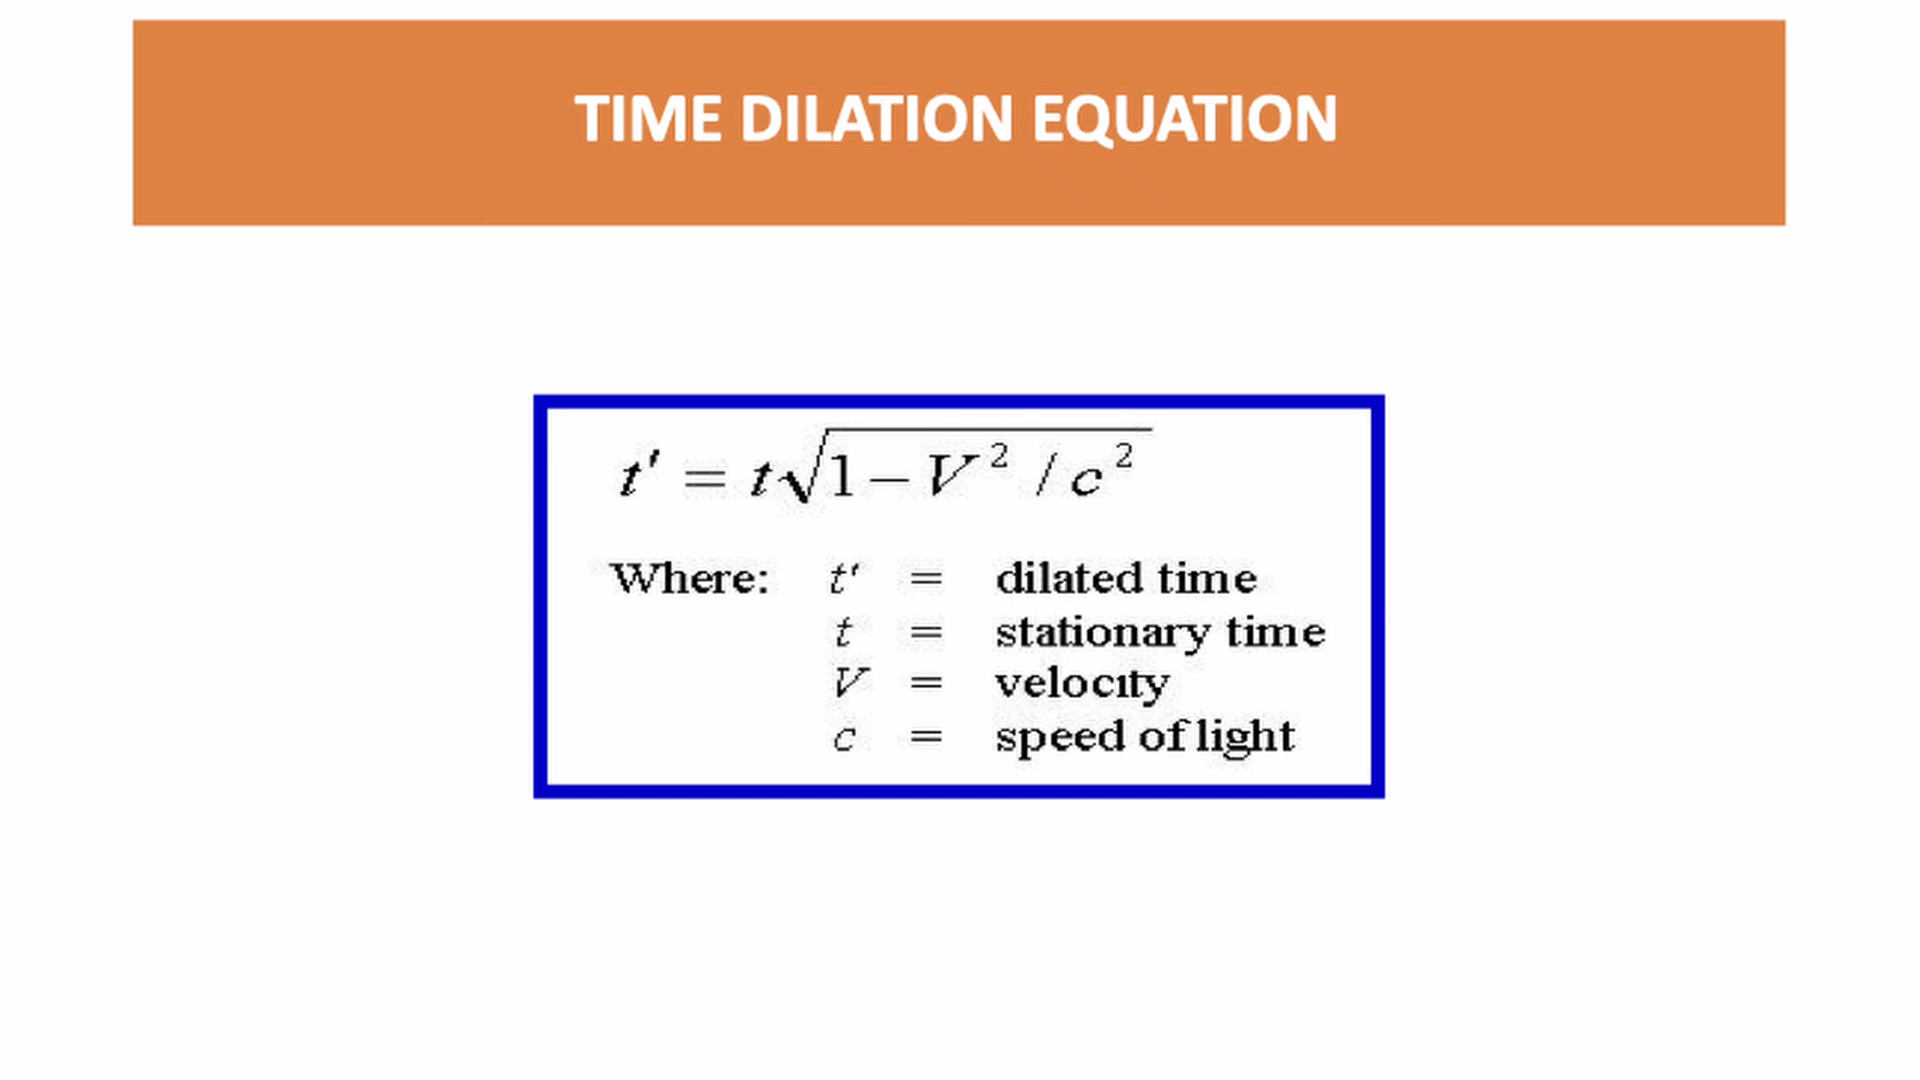 TIME DILATION EQUATION
t' = t√1 − V² / c²
Where: t' = dilated time
t = stationary time
V = velocity
c = speed of light